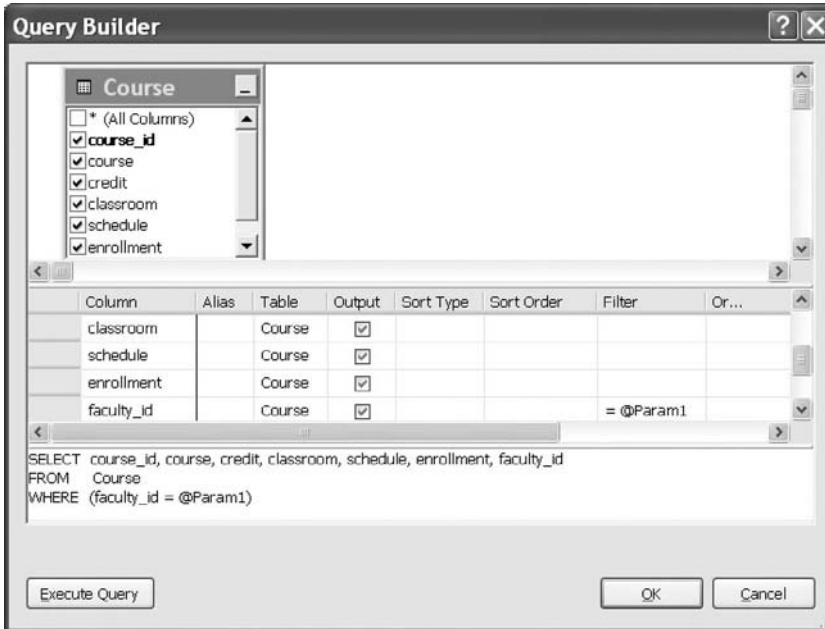 Query Builder
Course
* (All Columns)
course_id
course
credit
classroom
schedule
enrollment
Column Alias Table Output Sort Type Sort Order Filter Or...
classroom Course
schedule Course
enrollment Course
faculty_id Course = @Param1
SELECT course_id, course, credit, classroom, schedule, enrollment, faculty_id
FROM Course
WHERE (faculty_id = @Param1)
Execute Query OK Cancel